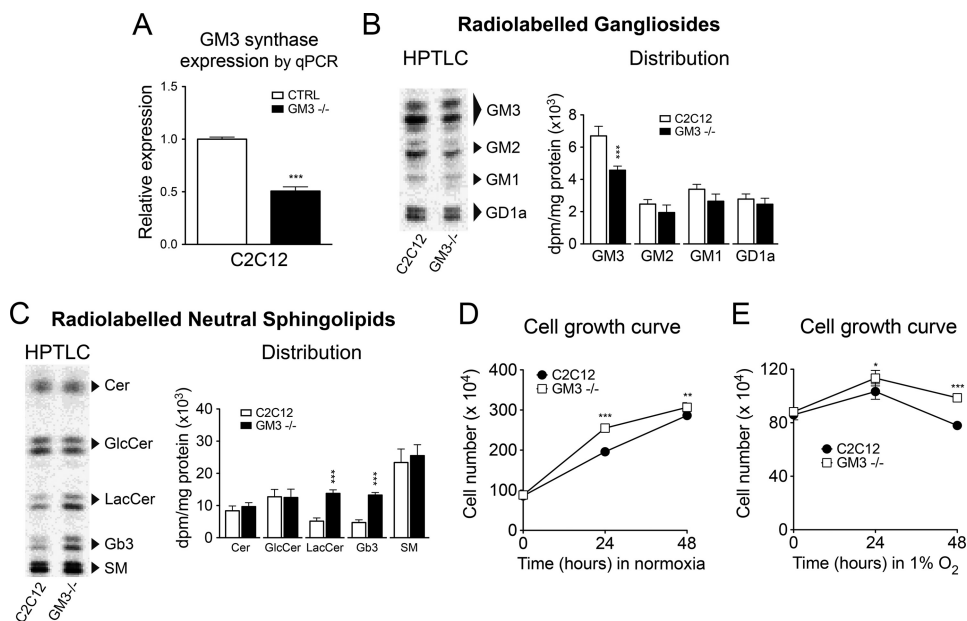 A
GM3 synthase
expression by qPCR
Relative expression
1.5
1.0
0.5
0.0
CTRL
GM3 -/-
***
C2C12
B
Radiolabelled Gangliosides
HPTLC
GM3
GM2
GM1
GD1a
C2C12
GM3-/-
Distribution
dpm/mg protein (x10³)
8
6
4
2
0
C2C12
GM3 -/-
***
GM3 GM2 GM1 GD1a
C
Radiolabelled Neutral Sphingolipids
HPTLC
Cer
GlcCer
LacCer
Gb3
SM
C2C12
GM3-/-
Distribution
dpm/mg protein (x10³)
40
30
20
10
0
C2C12
GM3 -/-
*** ***
Cer GlcCer LacCer Gb3 SM
D
Cell growth curve
Cell number (x 10⁴)
400
300
200
100
0
C2C12
GM3 -/-
*** **
0 24 48
Time (hours) in normoxia
E
Cell growth curve
Cell number (x 10⁴)
120
80
40
0
* ***
C2C12
GM3 -/-
0 24 48
Time (hours) in 1% O₂